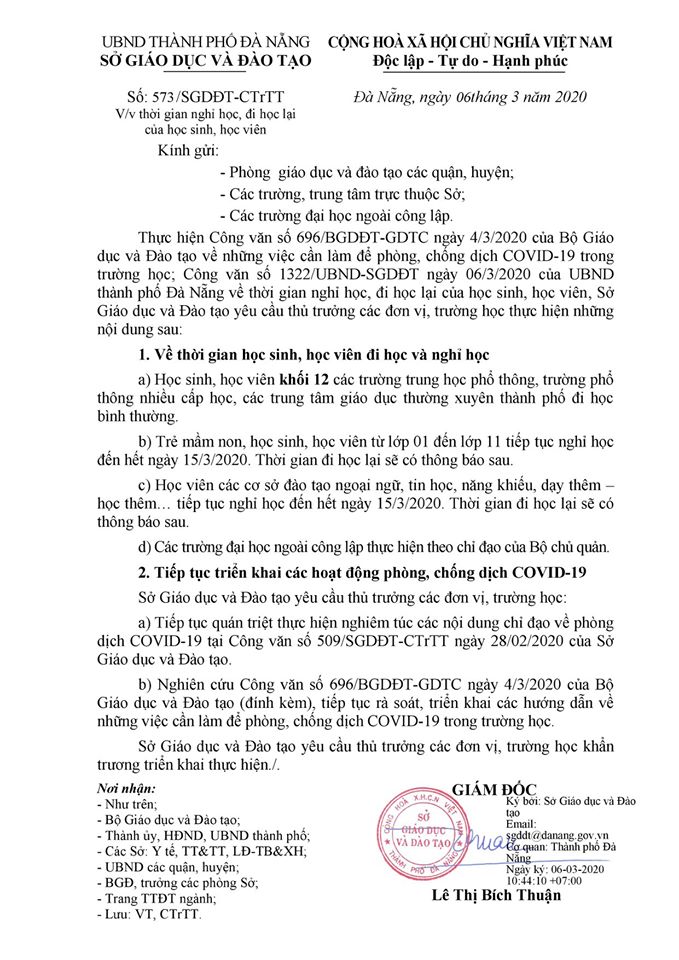 UBND THÀNH PHỐ ĐÀ NẴNG
SỞ GIÁO DỤC VÀ ĐÀO TẠO
CỘNG HOÀ XÃ HỘI CHỦ NGHĨA VIỆT NAM
Độc lập - Tự do - Hạnh phúc
Số: 573/SGDĐT-CTrTT
V/v thời gian nghỉ học, đi học lại
của học sinh, học viên
Đà Nẵng, ngày 06tháng 3 năm 2020
Kính gửi:
- Phòng giáo dục và đào tạo các quận, huyện;
- Các trường, trung tâm trực thuộc Sở;
- Các trường đại học ngoài công lập.
Thực hiện Công văn số 696/BGDĐT-GDTC ngày 4/3/2020 của Bộ Giáo
dục và Đào tạo về những việc cần làm để phòng, chống dịch COVID-19 trong
trường học; Công văn số 1322/UBND-SGDĐT ngày 06/3/2020 của UBND
thành phố Đà Nẵng về thời gian nghỉ học, đi học lại của học sinh, học viên, Sở
Giáo dục và Đào tạo yêu cầu thủ trưởng các đơn vị, trường học thực hiện những
nội dung sau:
1. Về thời gian học sinh, học viên đi học và nghỉ học
a) Học sinh, học viên khối 12 các trường trung học phổ thông, trường phổ
thông nhiều cấp học, các trung tâm giáo dục thường xuyên thành phố đi học
bình thường.
b) Trẻ mầm non, học sinh, học viên từ lớp 01 đến lớp 11 tiếp tục nghỉ học
đến hết ngày 15/3/2020. Thời gian đi học lại sẽ có thông báo sau.
c) Học viên các cơ sở đào tạo ngoại ngữ, tin học, năng khiếu, dạy thêm –
học thêm… tiếp tục nghỉ học đến hết ngày 15/3/2020. Thời gian đi học lại sẽ có
thông báo sau.
d) Các trường đại học ngoài công lập thực hiện theo chỉ đạo của Bộ chủ quản.
2. Tiếp tục triển khai các hoạt động phòng, chống dịch COVID-19
Sở Giáo dục và Đào tạo yêu cầu thủ trưởng các đơn vị, trường học:
a) Tiếp tục quán triệt thực hiện nghiêm túc các nội dung chỉ đạo về phòng
dịch COVID-19 tại Công văn số 509/SGDĐT-CTrTT ngày 28/02/2020 của Sở
Giáo dục và Đào tạo.
b) Nghiên cứu Công văn số 696/BGDĐT-GDTC ngày 4/3/2020 của Bộ
Giáo dục và Đào tạo (đính kèm), tiếp tục rà soát, triển khai các hướng dẫn về
những việc cần làm để phòng, chống dịch COVID-19 trong trường học.
Sở Giáo dục và Đào tạo yêu cầu thủ trưởng các đơn vị, trường học khẩn
trương triển khai thực hiện./.
Nơi nhận:
- Như trên;
- Bộ Giáo dục và Đào tạo;
- Thành ủy, HĐND, UBND thành phố;
- Các Sở: Y tế, TT&TT, LĐ-TB&XH;
- UBND các quận, huyện;
- BGĐ, trưởng các phòng Sở;
- Trang TTĐT ngành;
- Lưu: VT, CTrTT.
GIÁM ĐỐC
Ký bởi: Sở Giáo dục và Đào
tạo
Email:
sgddt@danang.gov.vn
Cơ quan: Thành phố Đà
Nẵng
Ngày ký: 06-03-2020
10:44:10 +07:00
CỘNG HOÀ X.H.C.N VIỆT NAM
SỞ
GIÁO DỤC
VÀ ĐÀO TẠO
THÀNH PHỐ ĐÀ NẴNG
Lê Thị Bích Thuận